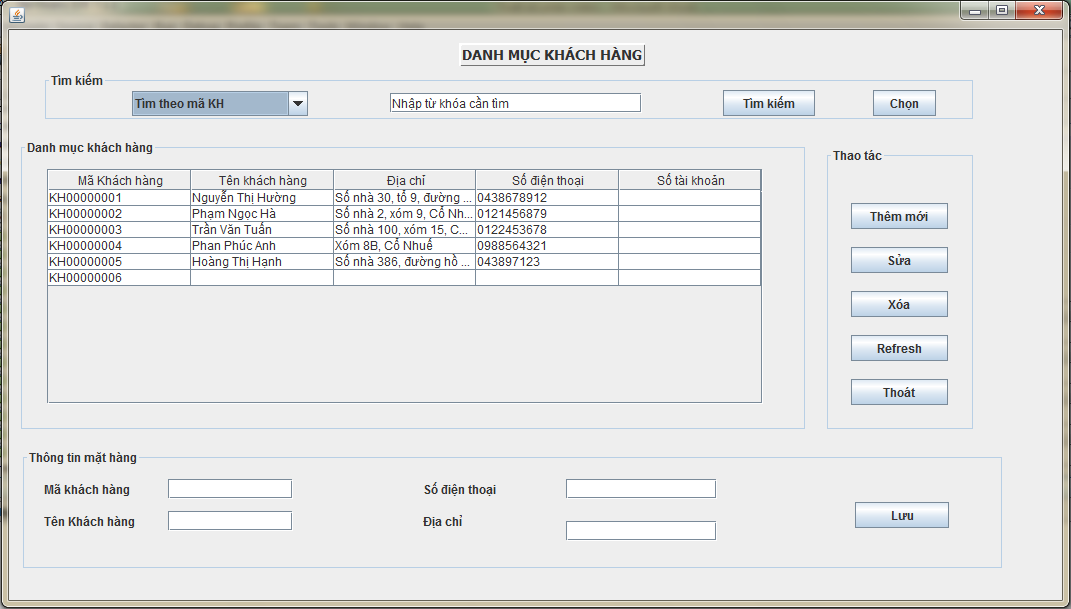 DANH MỤC KHÁCH HÀNG
Tìm kiếm
Tìm theo mã KH Nhập từ khóa cần tìm Tìm kiếm Chọn
Danh mục khách hàng
Mã Khách hàng Tên khách hàng Địa chỉ Số điện thoại Số tài khoản
KH00000001 Nguyễn Thị Hường Số nhà 30, tổ 9, đường ... 0438678912
KH00000002 Phạm Ngọc Hà Số nhà 2, xóm 9, Cổ Nh... 0121456879
KH00000003 Trần Văn Tuấn Số nhà 100, xóm 15, C... 0122453678
KH00000004 Phan Phúc Anh Xóm 8B, Cổ Nhuế 0988564321
KH00000005 Hoàng Thị Hạnh Số nhà 386, đường hồ ... 043897123
KH00000006
Thao tác
Thêm mới
Sửa
Xóa
Refresh
Thoát
Thông tin mặt hàng
Mã khách hàng Số điện thoại
Tên Khách hàng Địa chỉ
Lưu